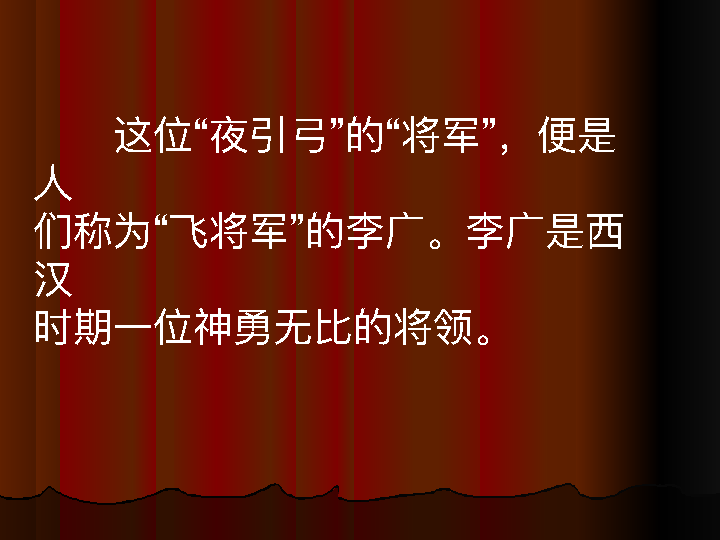 这位“夜引弓”的“将军”，便是
人
们称为“飞将军”的李广。李广是西
汉
时期一位神勇无比的将领。